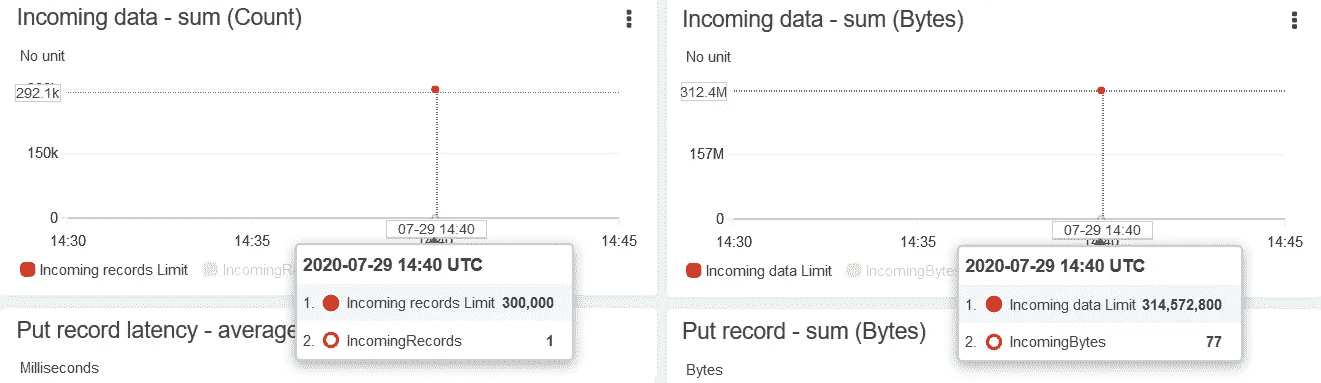 Incoming data - sum (Count)
No unit
292.1k
150k
0
07-29 14:40
14:30 14:35 14:40 14:45
Incoming records Limit
2020-07-29 14:40 UTC
1. Incoming records Limit 300,000
2. IncomingRecords 1
Put record latency - average
Milliseconds
Incoming data - sum (Bytes)
No unit
312.4M
157M
0
07-29 14:40
14:30 14:35 14:40 14:45
Incoming data Limit IncomingBytes
2020-07-29 14:40 UTC
1. Incoming data Limit 314,572,800
2. IncomingBytes 77
Put record - sum (Bytes)
Bytes